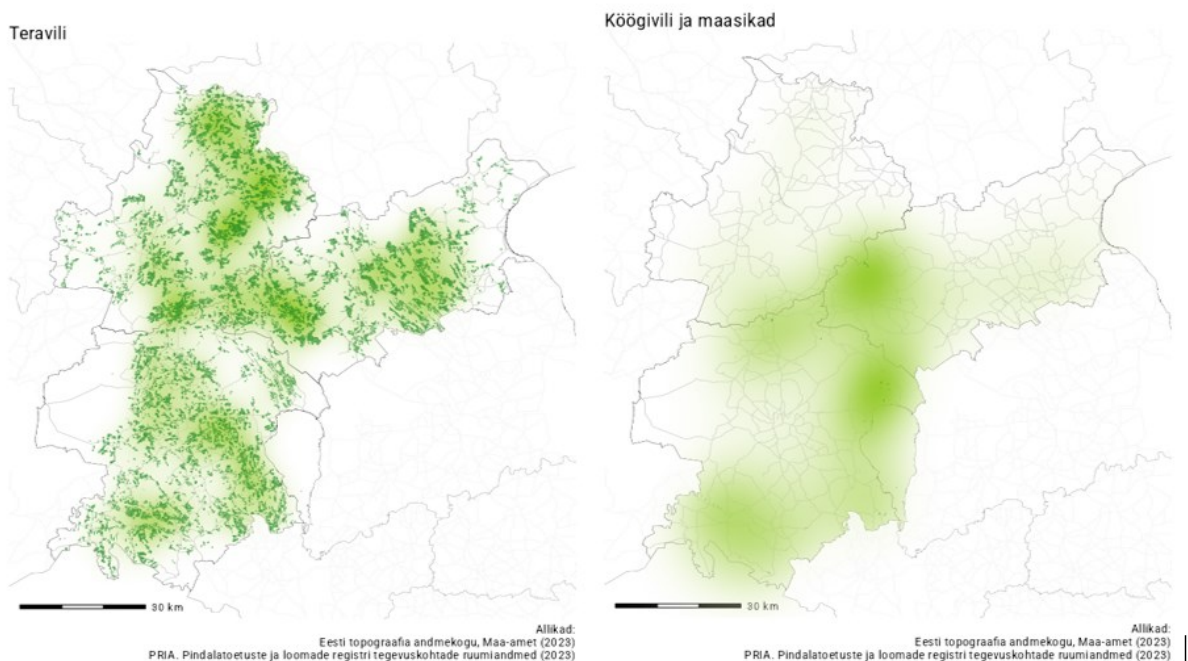 Teravili
30 km
Allikad:
Eesti topograafia andmekogu, Maa-amet (2023)
PRIA. Pindalatoetuste ja loomade registri tegevuskohtade ruumiandmed (2023)
Köögivili ja maasikad
30 km
Allikad:
Eesti topograafia andmekogu, Maa-amet (2023)
PRIA. Pindalatoetuste ja loomade registri tegevuskohtade ruumiandmed (2023)